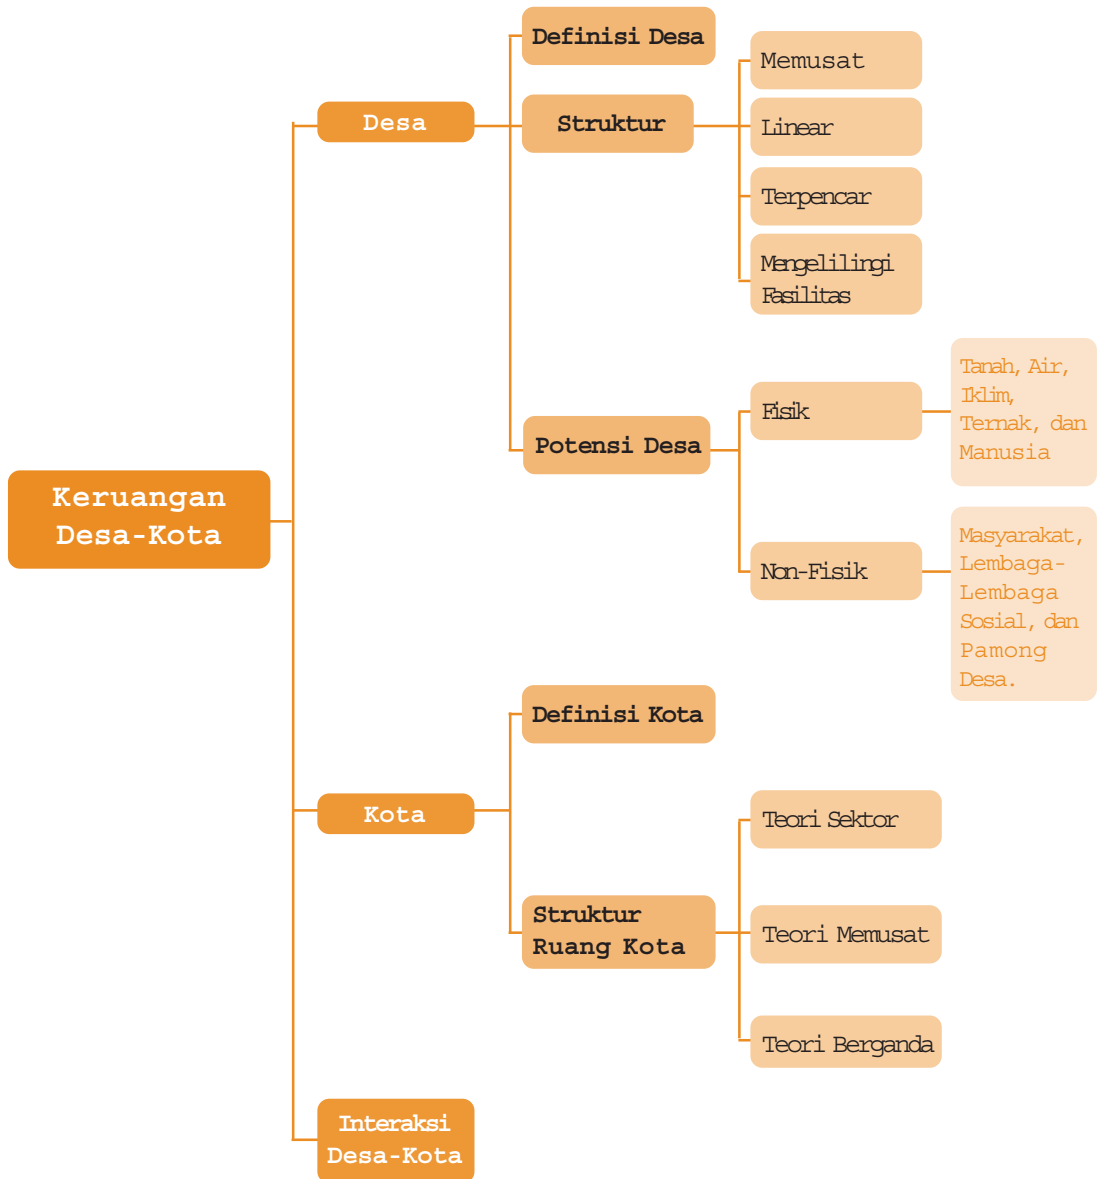 Keruangan
Desa-Kota
Desa
Definisi Desa
Struktur
Memusat
Linear
Terpencar
Mengelilingi
Fasilitas
Potensi Desa
Fisik
Tanah, Air,
Iklim,
Ternak, dan
Manusia
Non-Fisik
Masyarakat,
Lembaga-
Lembaga
Sosial, dan
Pamong
Desa.
Kota
Definisi Kota
Struktur
Ruang Kota
Teori Sektor
Teori Memusat
Teori Berganda
Interaksi
Desa-Kota